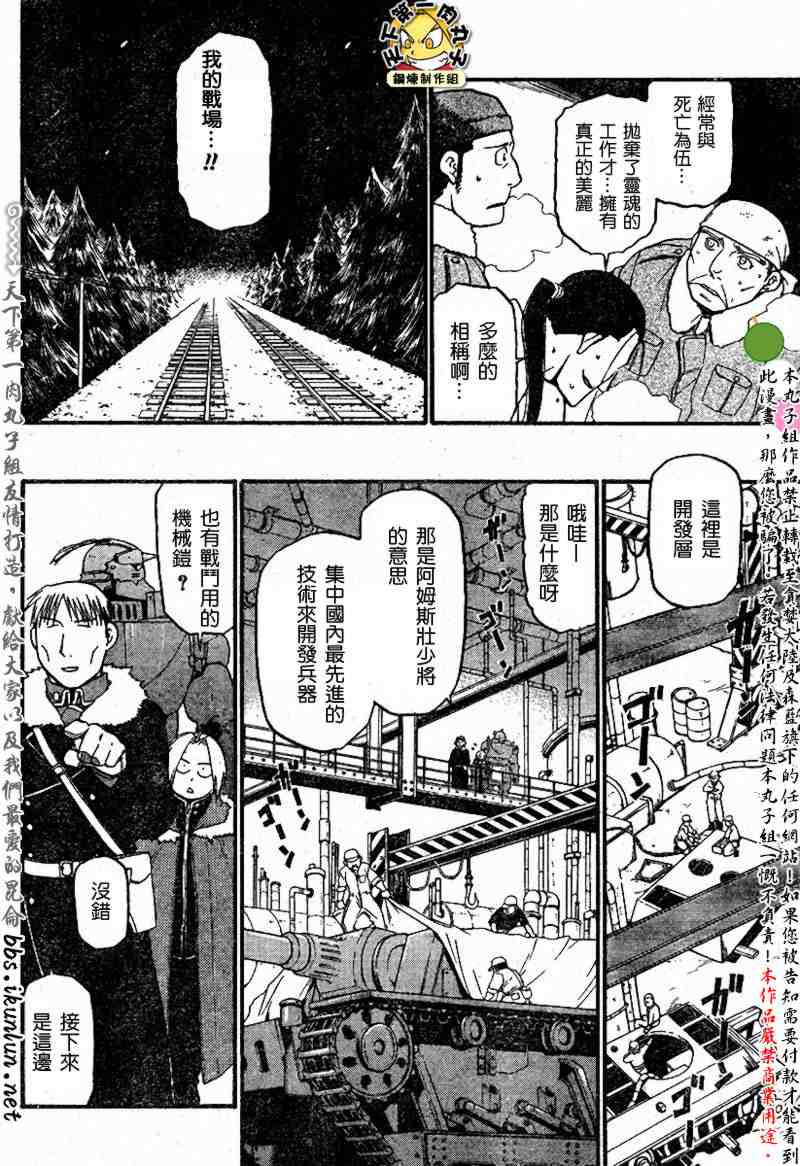 天下第一肉丸子
鋼煉制作組
經常與
死亡為伍…
拋棄了靈魂的
工作才…擁有
真正的美麗
多麼的
相稱啊…
我的戰場…!!
這裡是
開發層
哦哇—
那是什麼呀
那是阿姆斯壯少將
的意思
集中國內最先進的
技術來開發兵器
也有戰鬥用的
機械鎧？
沒錯
接下來
是這邊
1
本丸子組作品禁止轉載至貪婪大陸及森藍旗下的任何網站！如果您被告知需要付款才能看到
此漫畫，那麼您被騙了！若發生任何法律問題本丸子組一慨不負責！本作品嚴禁商業用途。
天下第一肉丸子組友情打造，獻給大家以及我們最愛的昆侖 bbs.ikunlun.net